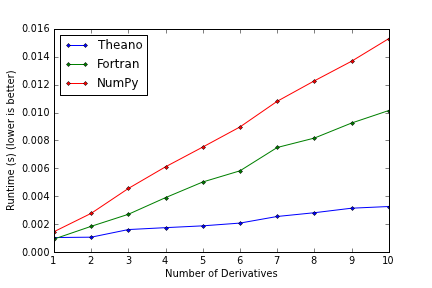 0.016
0.014
0.012
0.010
0.008
0.006
0.004
0.002
0.000
Runtime (s) (lower is better)
Theano
Fortran
NumPy
1 2 3 4 5 6 7 8 9 10
Number of Derivatives